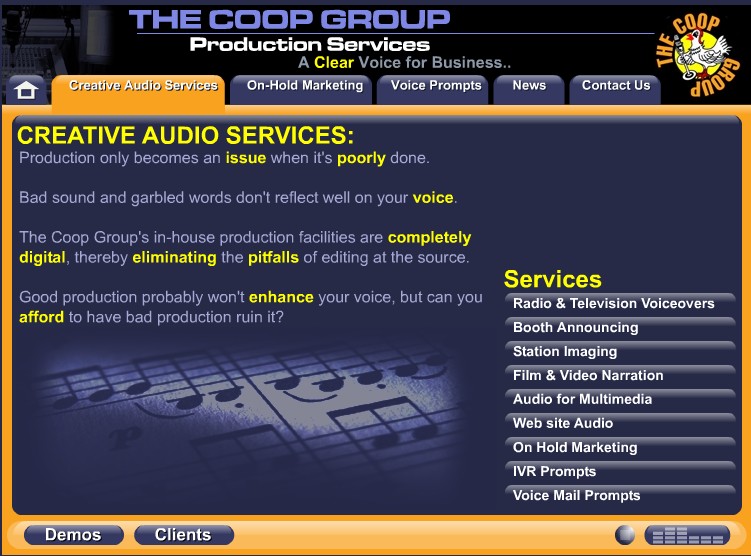 THE COOP GROUP
Production Services
A Clear Voice for Business..
THE COOP GROUP
Creative Audio Services
On-Hold Marketing
Voice Prompts
News
Contact Us
CREATIVE AUDIO SERVICES:
Production only becomes an issue when it's poorly done.
Bad sound and garbled words don't reflect well on your voice.
The Coop Group's in-house production facilities are completely
digital, thereby eliminating the pitfalls of editing at the source.
Good production probably won't enhance your voice, but can you
afford to have bad production ruin it?
Services
Radio & Television Voiceovers
Booth Announcing
Station Imaging
Film & Video Narration
Audio for Multimedia
Web site Audio
On Hold Marketing
IVR Prompts
Voice Mail Prompts
Demos
Clients